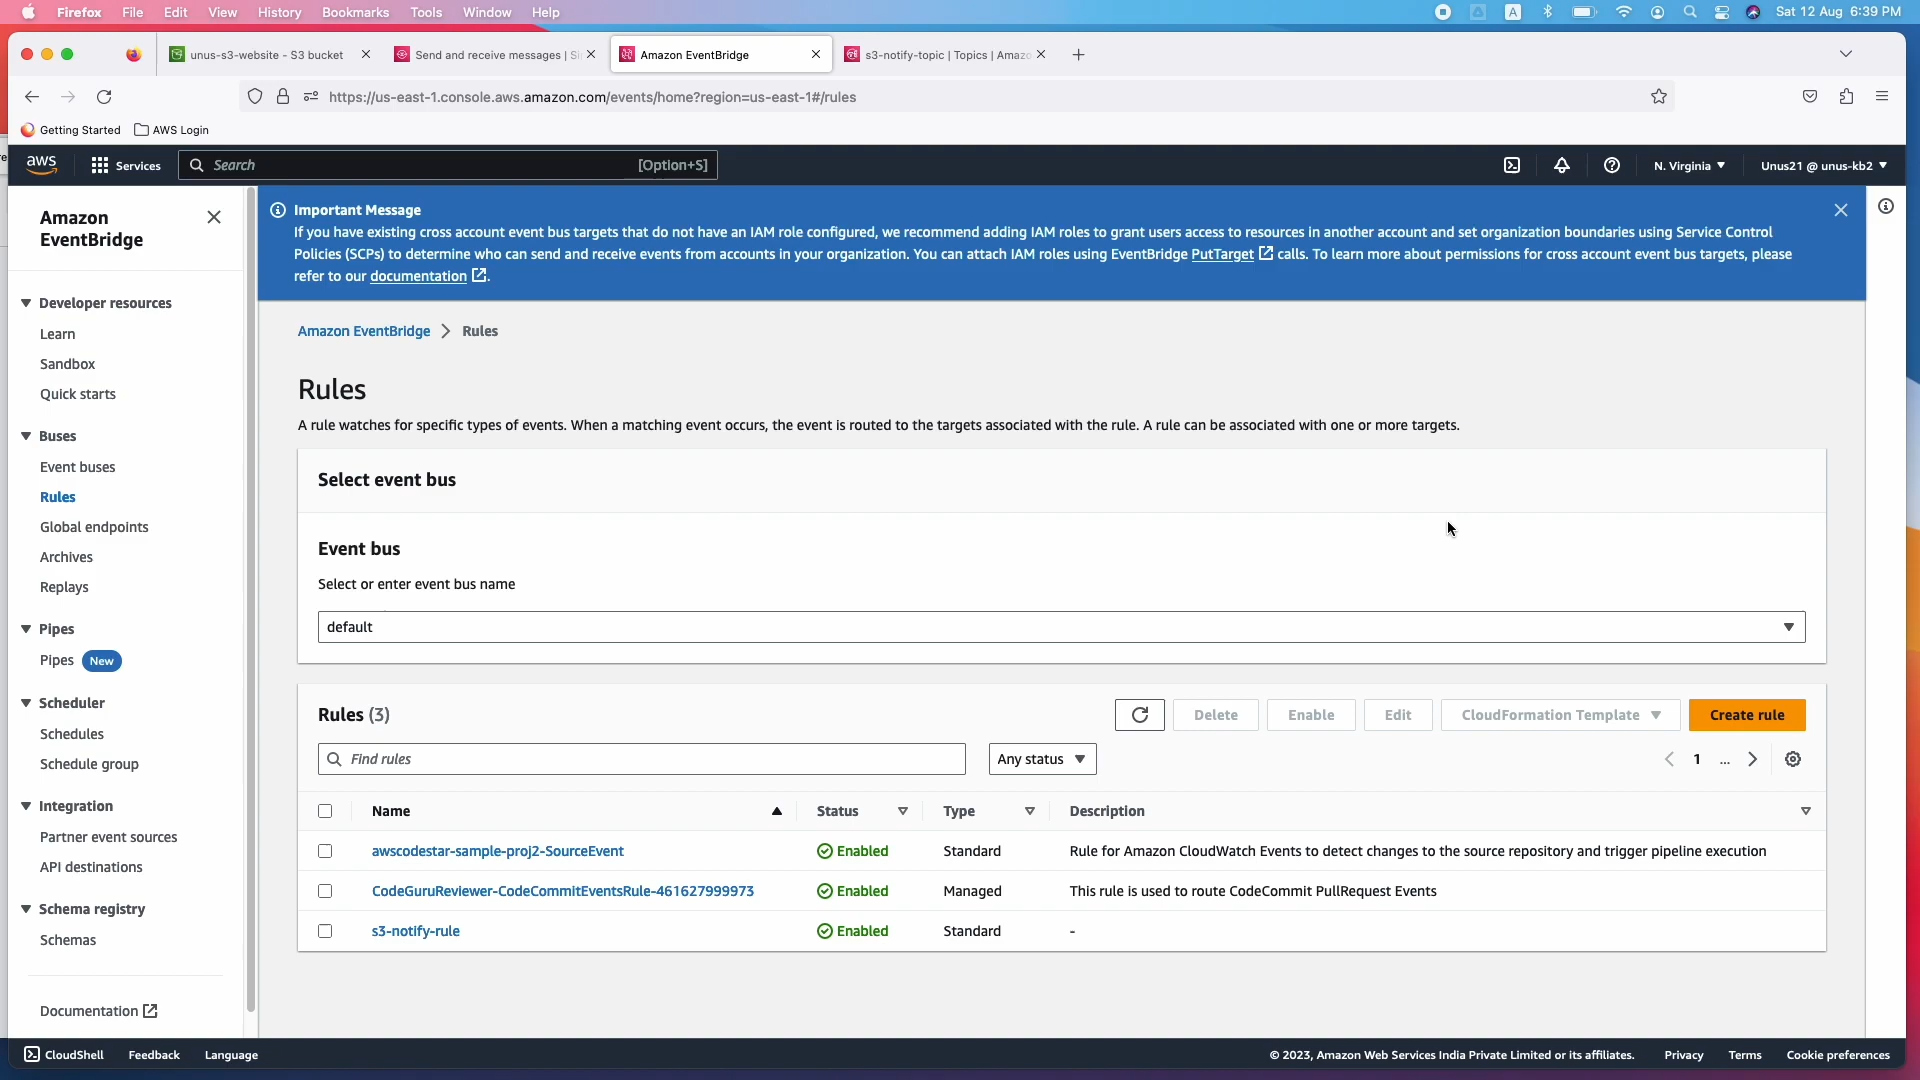 Firefox File Edit View History Bookmarks Tools Window Help
A
Sat 12 Aug 6:39 PM
unus-s3-website - S3 bucket
Send and receive messages | Si
Amazon EventBridge
s3-notify-topic | Topics | Amazo
https://us-east-1.console.aws.amazon.com/events/home?region=us-east-1#/rules
Getting Started AWS Login
aws Services Search [Option+S] N. Virginia Unus21 @ unus-kb2
Amazon
EventBridge
Developer resources
Learn
Sandbox
Quick starts
Buses
Event buses
Rules
Global endpoints
Archives
Replays
Pipes
Pipes New
Scheduler
Schedules
Schedule group
Integration
Partner event sources
API destinations
Schema registry
Schemas
Documentation
Important Message
If you have existing cross account event bus targets that do not have an IAM role configured, we recommend adding IAM roles to grant users access to resources in another account and set organization boundaries using Service Control
Policies (SCPs) to determine who can send and receive events from accounts in your organization. You can attach IAM roles using EventBridge PutTarget calls. To learn more about permissions for cross account event bus targets, please
refer to our documentation .
Amazon EventBridge > Rules
Rules
A rule watches for specific types of events. When a matching event occurs, the event is routed to the targets associated with the rule. A rule can be associated with one or more targets.
Select event bus
Event bus
Select or enter event bus name
default
Rules (3) Delete Enable Edit CloudFormation Template Create rule
Find rules Any status 1 ...
Name Status Type Description
awscodestar-sample-proj2-SourceEvent Enabled Standard Rule for Amazon CloudWatch Events to detect changes to the source repository and trigger pipeline execution
CodeGuruReviewer-CodeCommitEventsRule-461627999973 Enabled Managed This rule is used to route CodeCommit PullRequest Events
s3-notify-rule Enabled Standard -
CloudShell Feedback Language © 2023, Amazon Web Services India Private Limited or its affiliates. Privacy Terms Cookie preferences